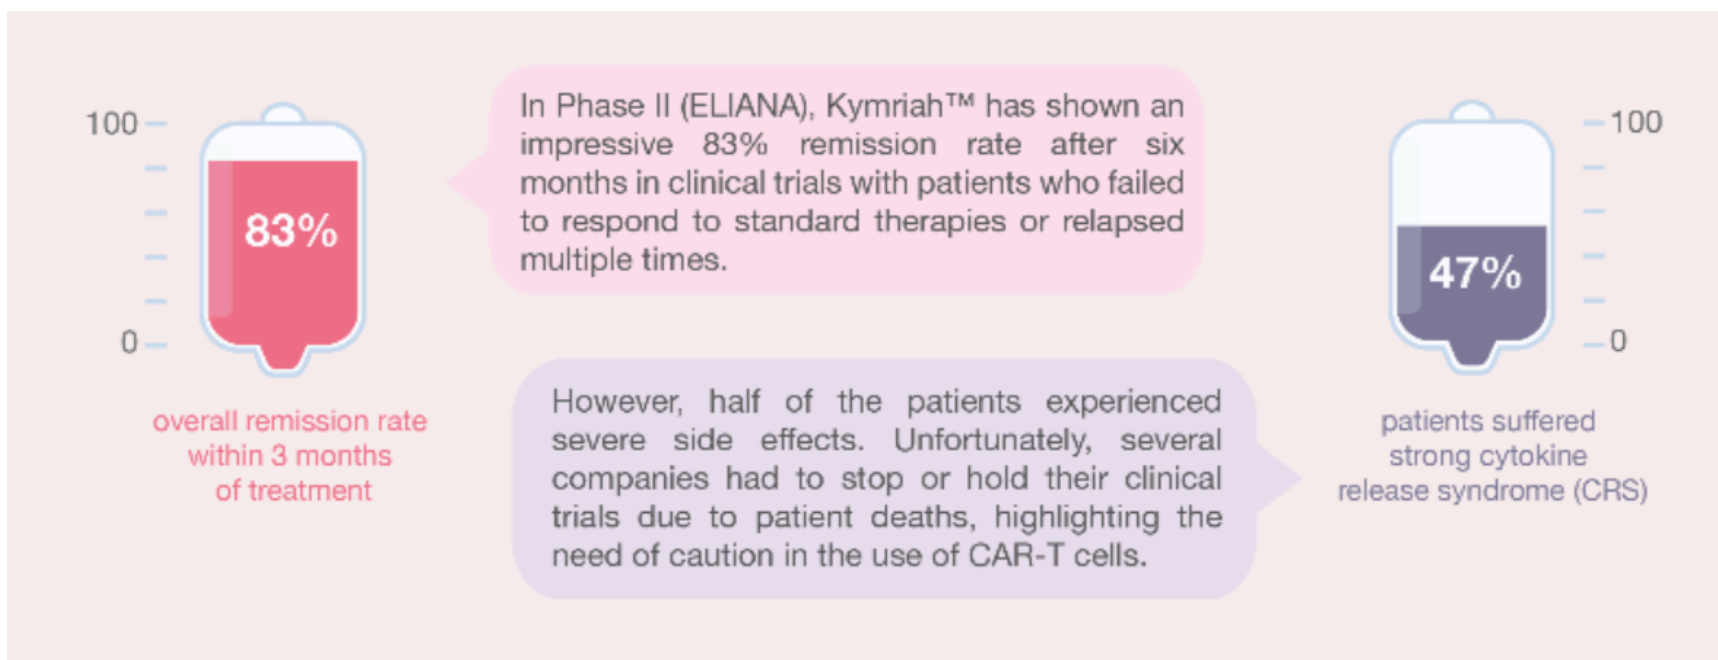 100
83%
0
overall remission rate
within 3 months
of treatment
In Phase II (ELIANA), Kymriah™ has shown an
impressive 83% remission rate after six
months in clinical trials with patients who failed
to respond to standard therapies or relapsed
multiple times.
However, half of the patients experienced
severe side effects. Unfortunately, several
companies had to stop or hold their clinical
trials due to patient deaths, highlighting the
need of caution in the use of CAR-T cells.
100
47%
0
patients suffered
strong cytokine
release syndrome (CRS)